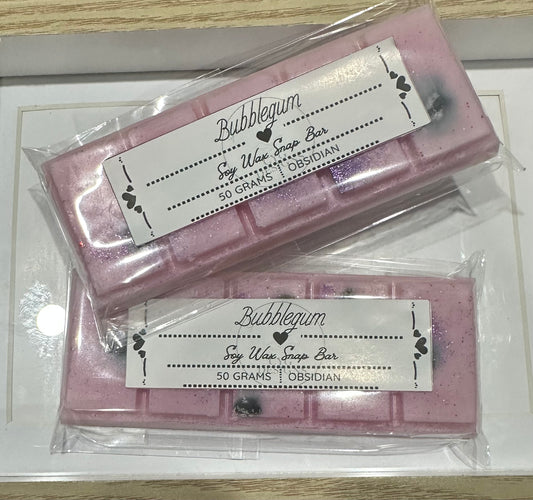 Bubblegum
Soy Wax Snap Bar
50 GRAMS OBSIDIAN
Bubblegum
Soy Wax Snap Bar
50 GRAMS OBSIDIAN